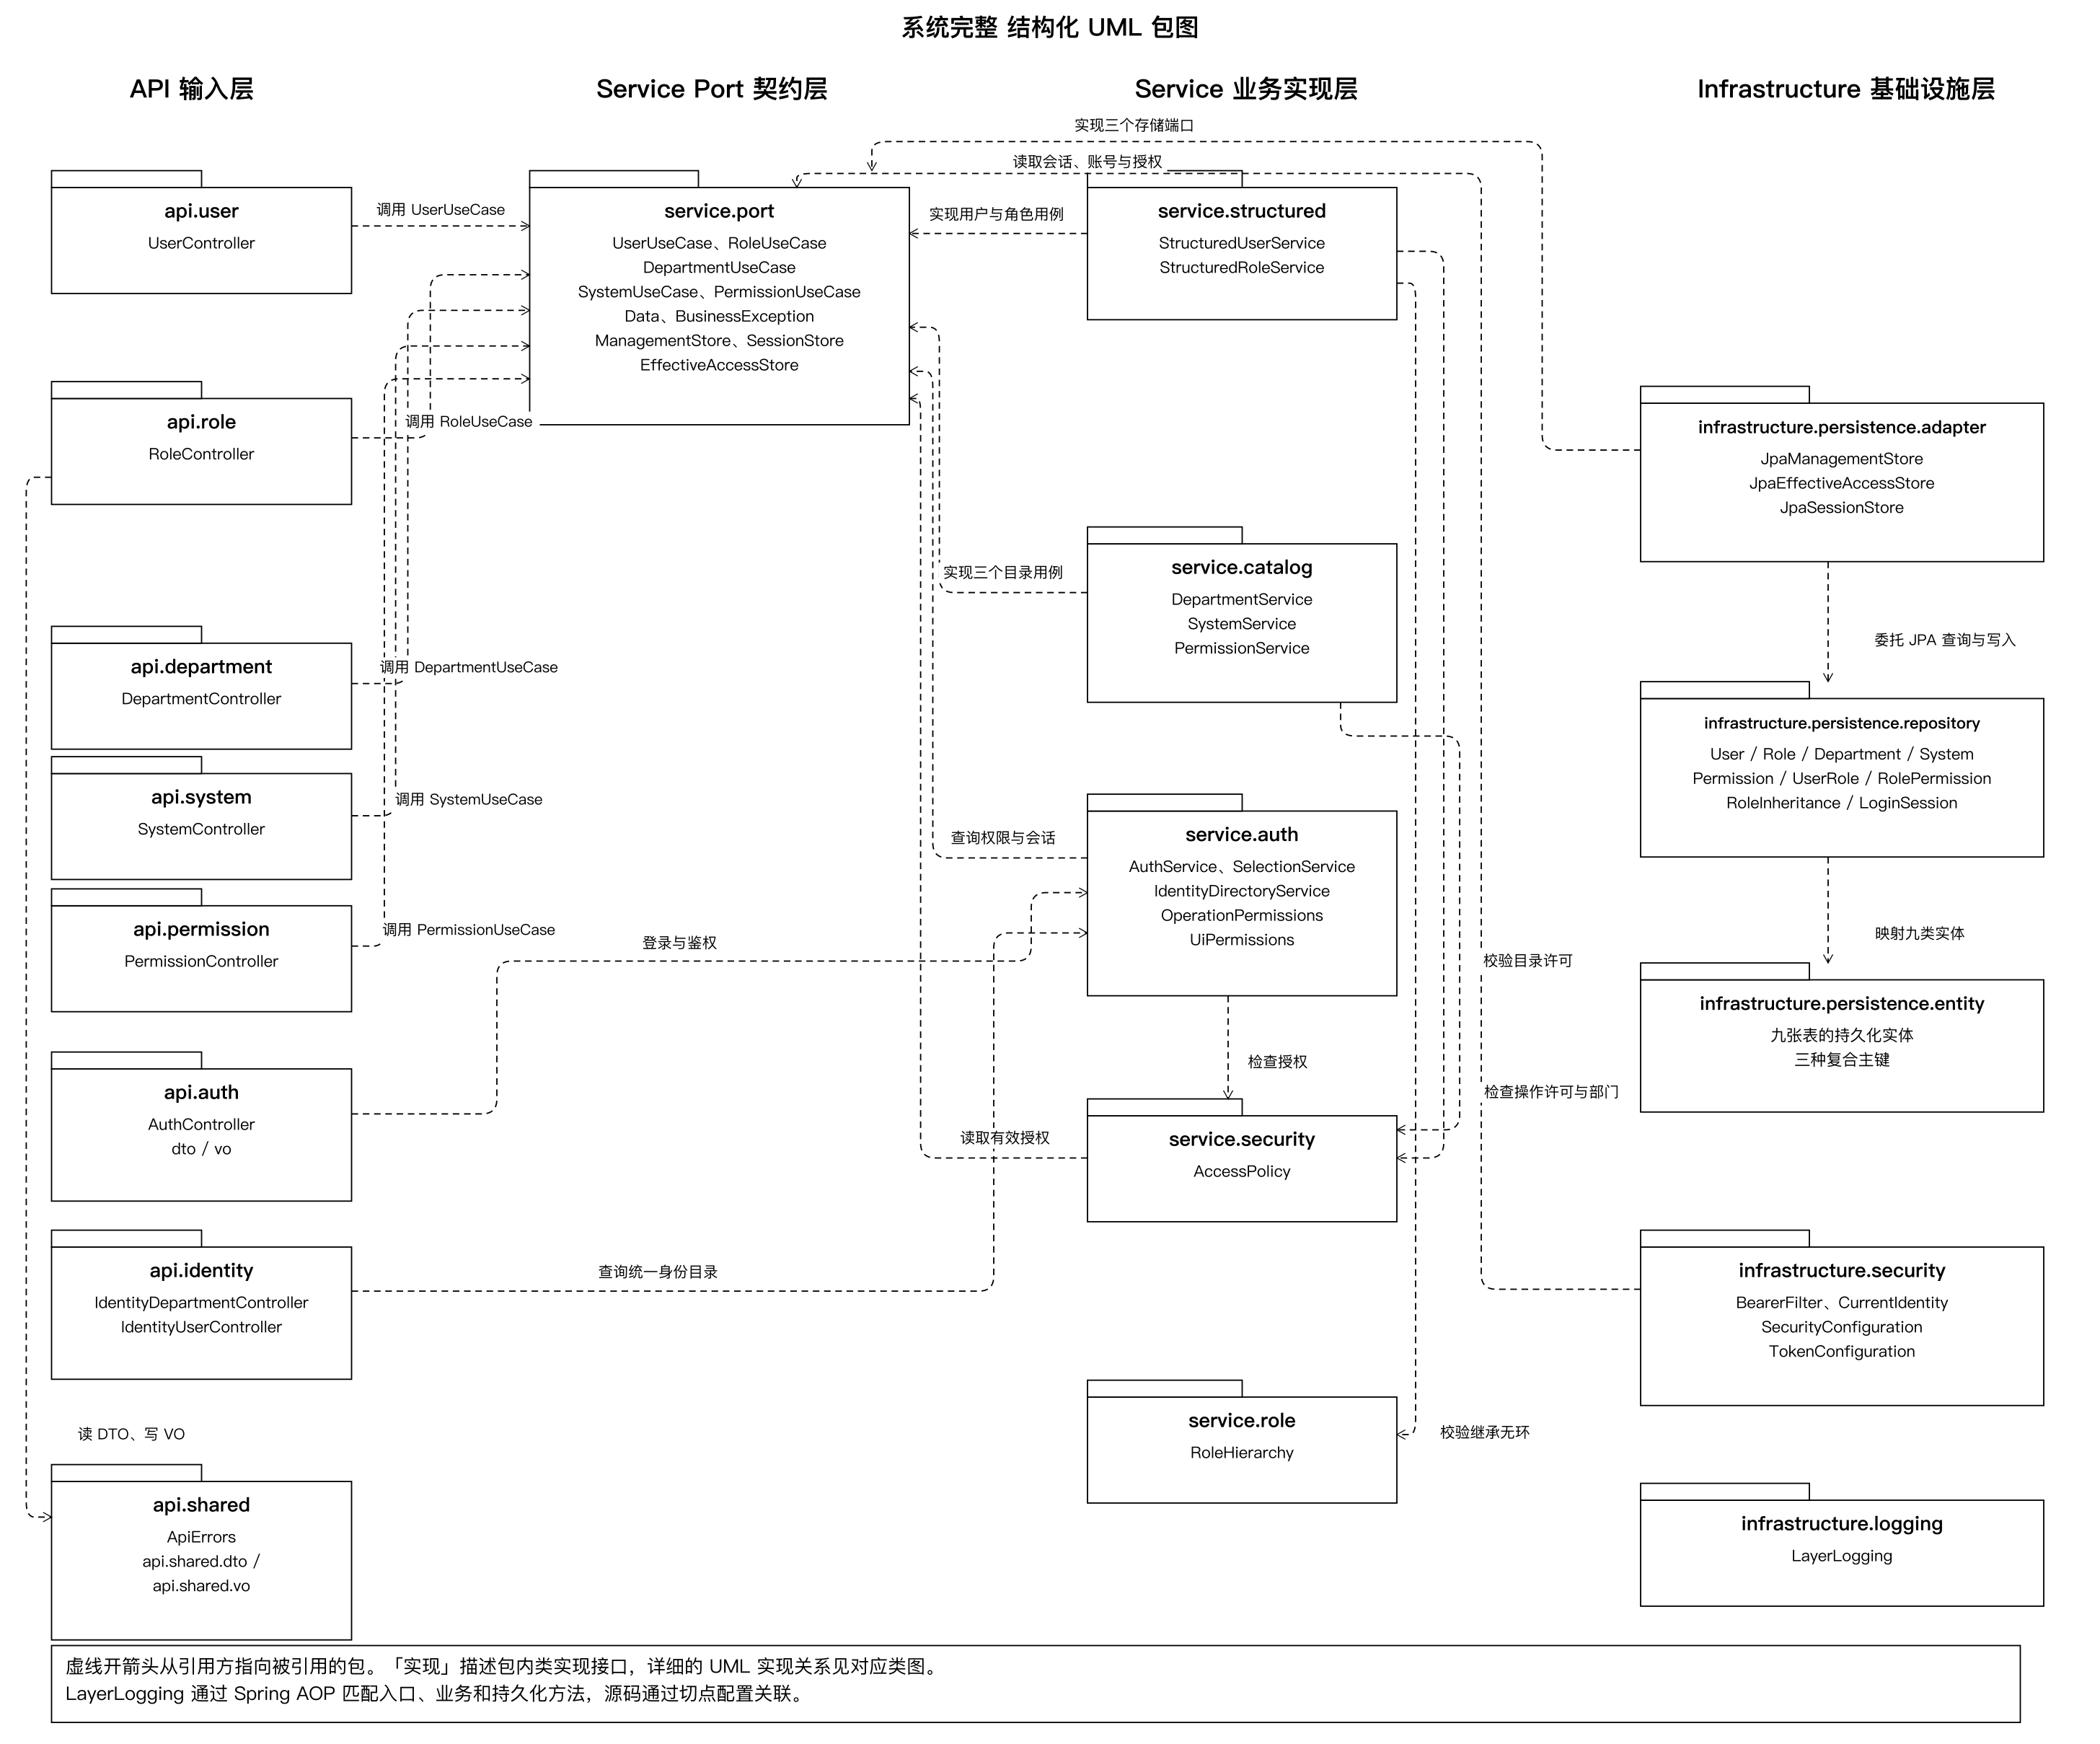 系统完整 结构化 UML 包图
API 输入层
Service Port 契约层
Service 业务实现层
Infrastructure 基础设施层
实现三个存储端口
读取会话、账号与授权
api.user
UserController
调用 UserUseCase
service.port
UserUseCase、RoleUseCase
DepartmentUseCase
SystemUseCase、PermissionUseCase
Data、BusinessException
ManagementStore、SessionStore
EffectiveAccessStore
实现用户与角色用例
service.structured
StructuredUserService
StructuredRoleService
api.role
RoleController
调用 RoleUseCase
infrastructure.persistence.adapter
JpaManagementStore
JpaEffectiveAccessStore
JpaSessionStore
实现三个目录用例
service.catalog
DepartmentService
SystemService
PermissionService
委托 JPA 查询与写入
api.department
DepartmentController
调用 DepartmentUseCase
infrastructure.persistence.repository
User / Role / Department / System
Permission / UserRole / RolePermission
RoleInheritance / LoginSession
api.system
SystemController
调用 SystemUseCase
查询权限与会话
service.auth
AuthService、SelectionService
IdentityDirectoryService
OperationPermissions
UiPermissions
api.permission
PermissionController
调用 PermissionUseCase
登录与鉴权
映射九类实体
校验目录许可
infrastructure.persistence.entity
九张表的持久化实体
三种复合主键
检查授权
检查操作许可与部门
api.auth
AuthController
dto / vo
读取有效授权
service.security
AccessPolicy
api.identity
IdentityDepartmentController
IdentityUserController
查询统一身份目录
infrastructure.security
BearerFilter、CurrentIdentity
SecurityConfiguration
TokenConfiguration
service.role
RoleHierarchy
校验继承无环
读 DTO、写 VO
api.shared
ApiErrors
api.shared.dto /
api.shared.vo
infrastructure.logging
LayerLogging
虚线开箭头从引用方指向被引用的包。「实现」描述包内类实现接口，详细的 UML 实现关系见对应类图。
LayerLogging 通过 Spring AOP 匹配入口、业务和持久化方法，源码通过切点配置关联。